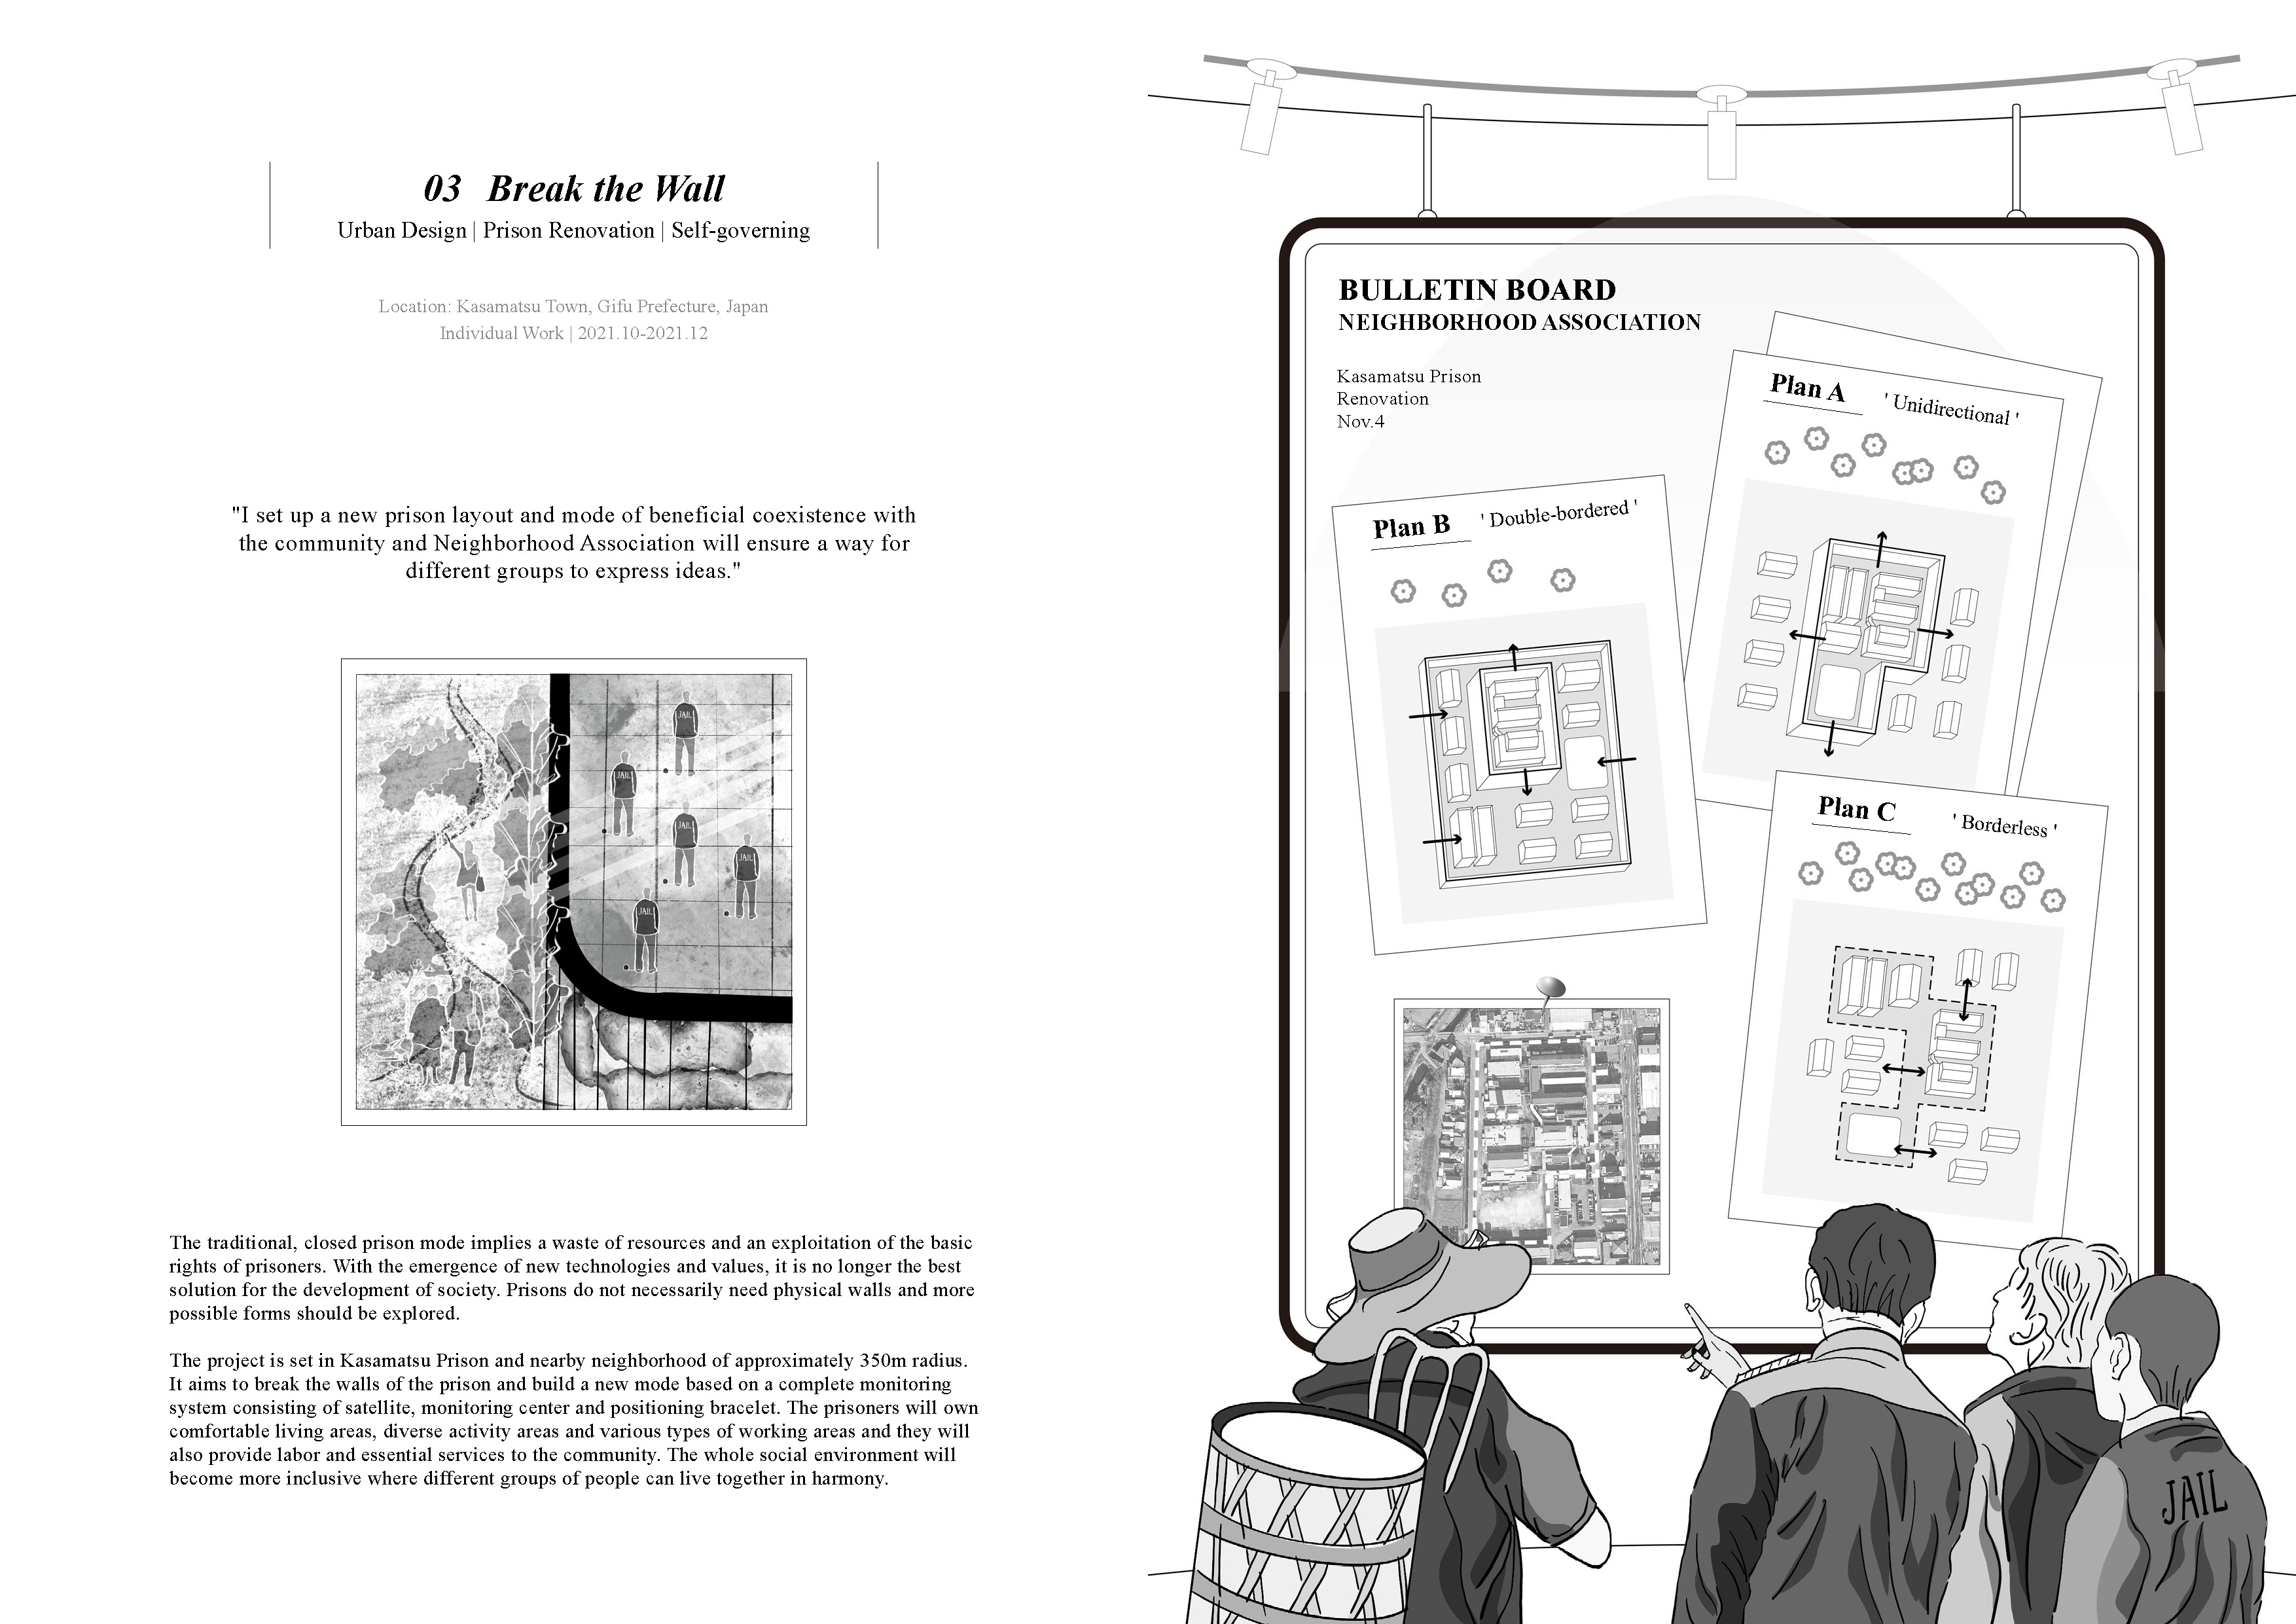 03 Break the Wall
Urban Design | Prison Renovation | Self-governing
Location: Kasamatsu Town, Gifu Prefecture, Japan
Individual Work | 2021.10-2021.12
"I set up a new prison layout and mode of beneficial coexistence with
the community and Neighborhood Association will ensure a way for
different groups to express ideas."
JAIL
JAIL
JAIL
JAIL
JAIL
The traditional, closed prison mode implies a waste of resources and an exploitation of the basic
rights of prisoners. With the emergence of new technologies and values, it is no longer the best
solution for the development of society. Prisons do not necessarily need physical walls and more
possible forms should be explored.
The project is set in Kasamatsu Prison and nearby neighborhood of approximately 350m radius.
It aims to break the walls of the prison and build a new mode based on a complete monitoring
system consisting of satellite, monitoring center and positioning bracelet. The prisoners will own
comfortable living areas, diverse activity areas and various types of working areas and they will
also provide labor and essential services to the community. The whole social environment will
become more inclusive where different groups of people can live together in harmony.
BULLETIN BOARD
NEIGHBORHOOD ASSOCIATION
Kasamatsu Prison
Renovation
Nov.4
Plan A ' Unidirectional '
Plan B ' Double-bordered '
Plan C ' Borderless '
JAIL